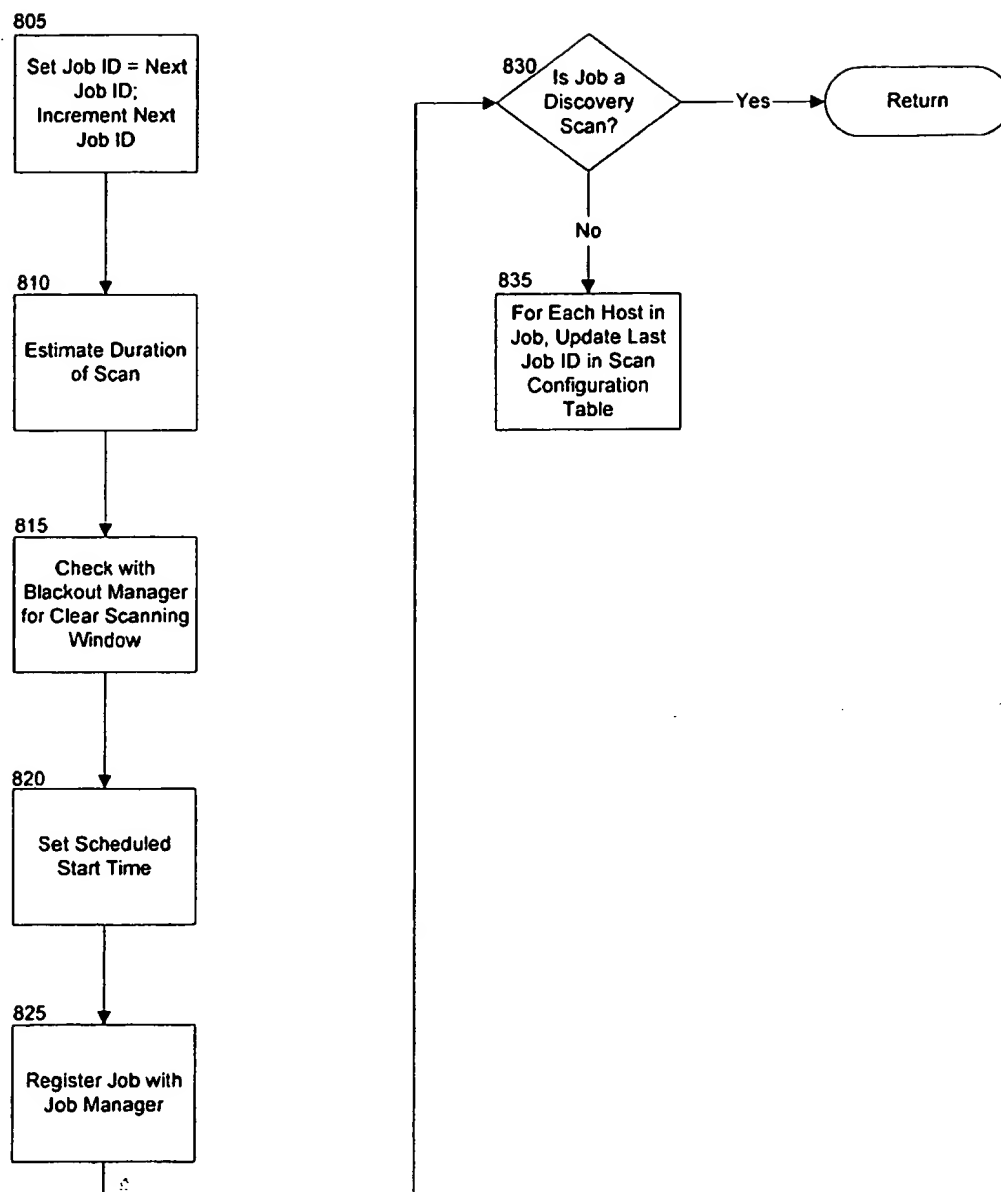 805
Set Job ID = Next
Job ID;
Increment Next
Job ID
810
Estimate Duration
of Scan
815
Check with
Blackout Manager
for Clear Scanning
Window
820
Set Scheduled
Start Time
825
Register Job with
Job Manager
830
Is Job a
Discovery
Scan?
Yes
Return
No
835
For Each Host in
Job, Update Last
Job ID in Scan
Configuration
Table